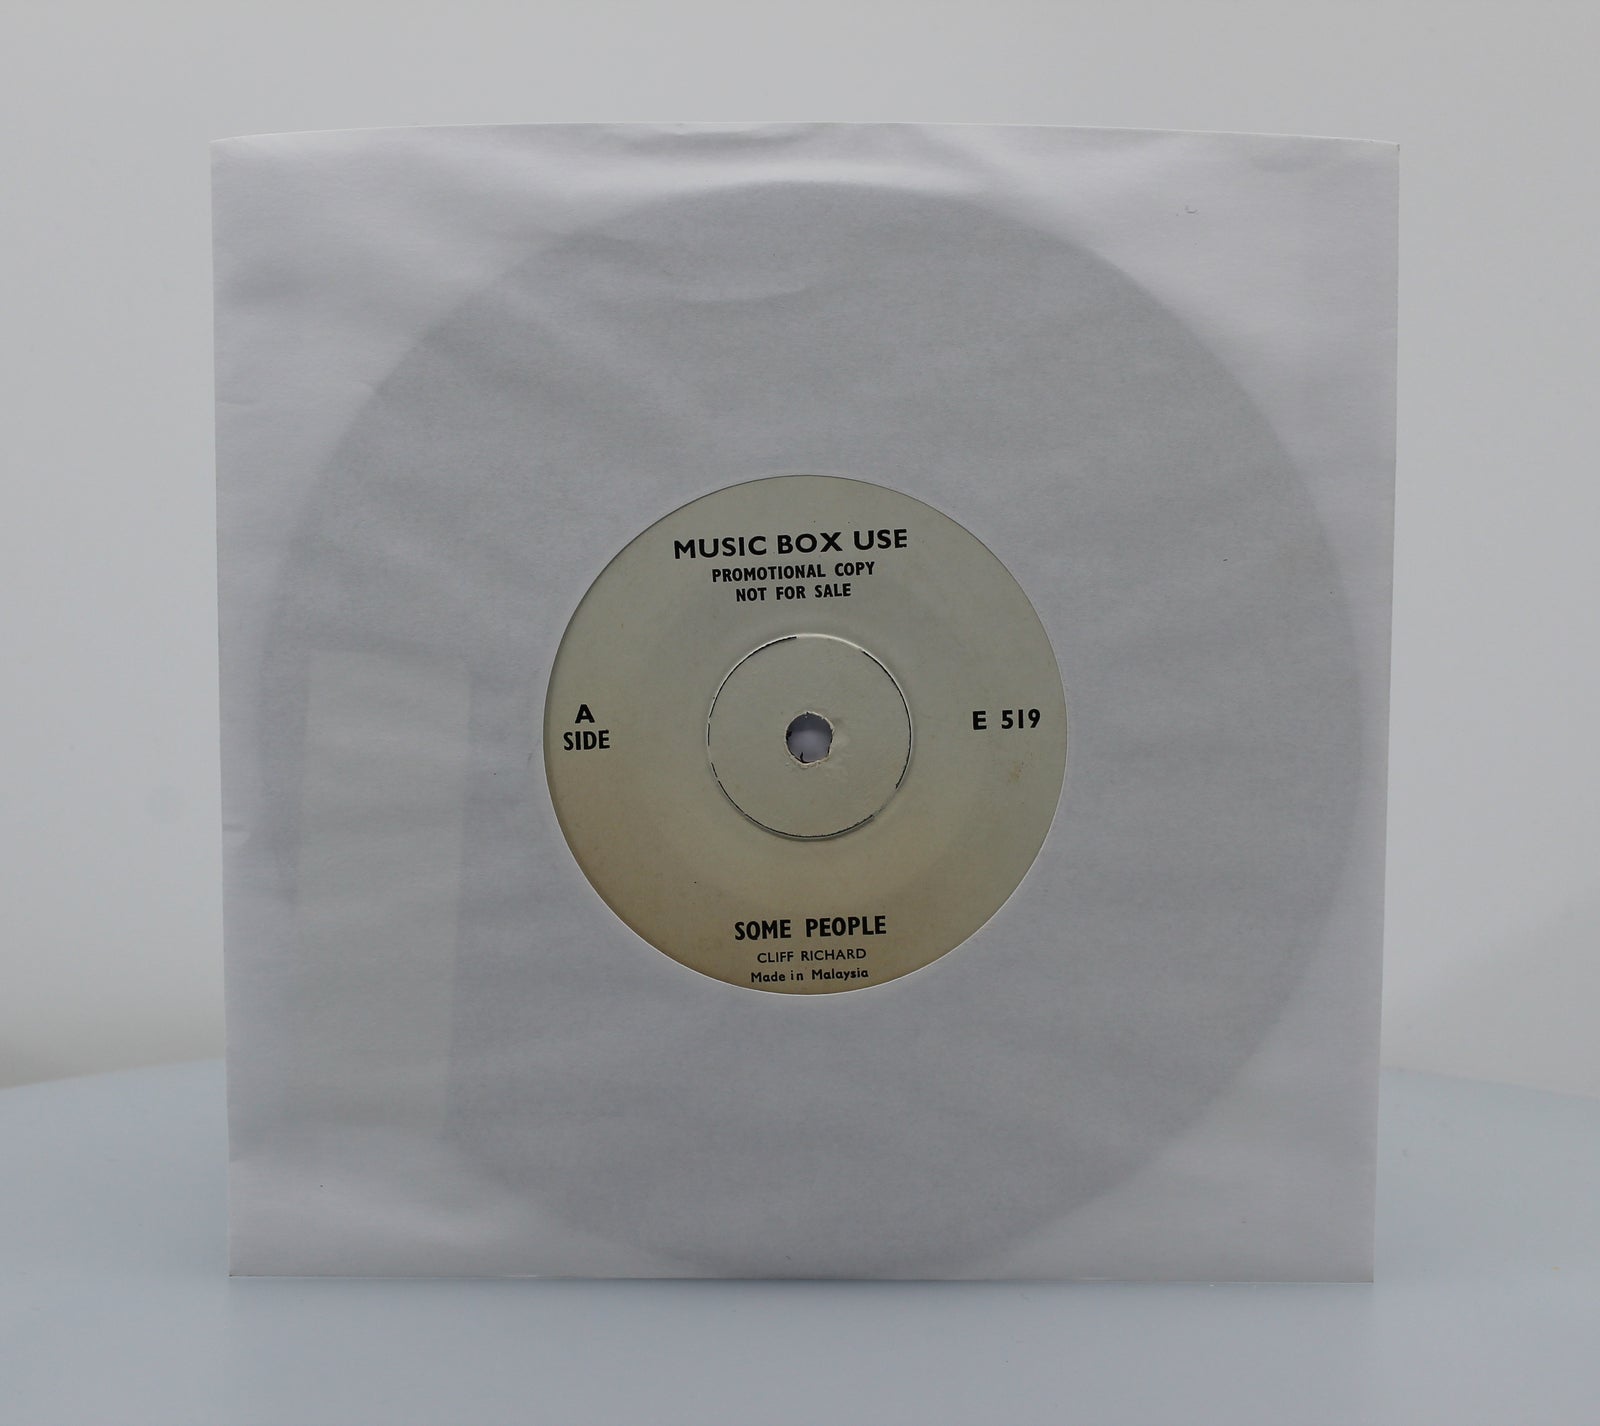 MUSIC BOX USE
PROMOTIONAL COPY
NOT FOR SALE
A
SIDE
E 519
SOME PEOPLE
CLIFF RICHARD
Made in Malaysia